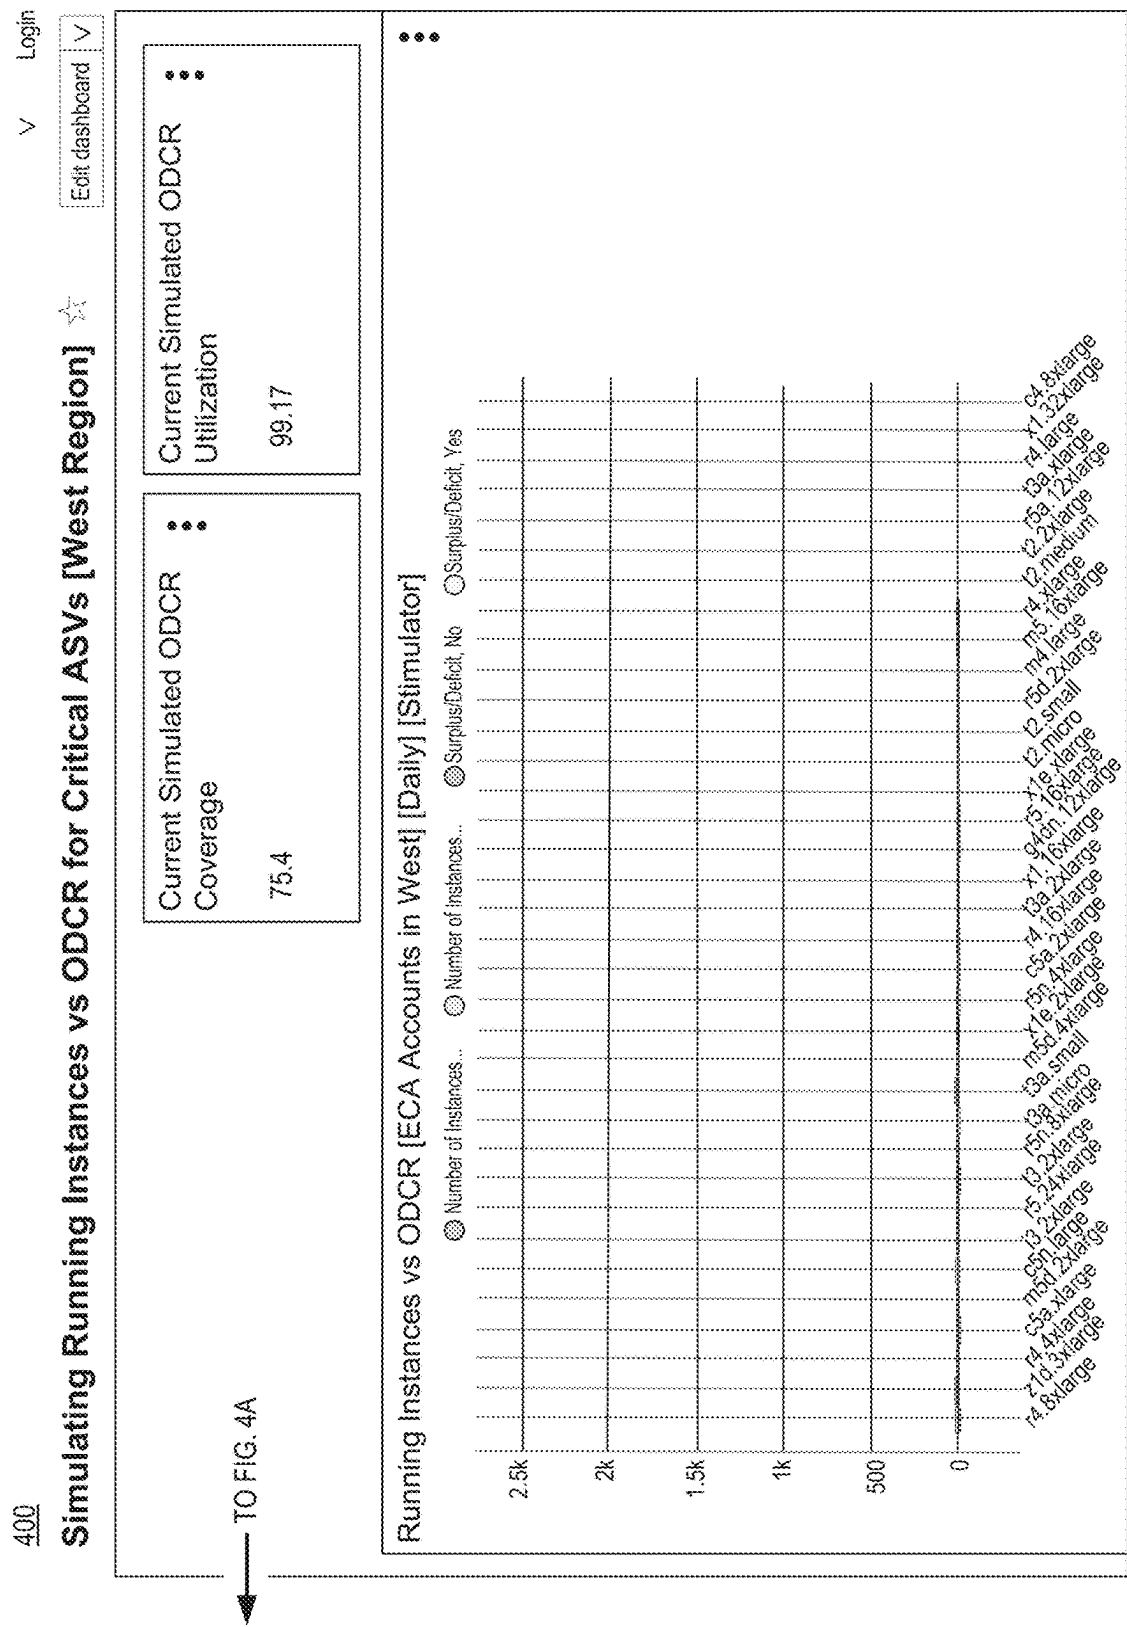 400
V Login
Simulating Running Instances vs ODCR for Critical ASVs [West Region]
Edit dashboard V
TO FIG. 4A
Current Simulated ODCR
Coverage
75.4
Current Simulated ODCR
Utilization
99.17
Running Instances vs ODCR [ECA Accounts in West] [Daily] [Stimulator]
Number of Instances... Number of Instances... Surplus/Deficit, No Surplus/Deficit, Yes
2.5k
2k
1.5k
1k
500
0
r4.8xlarge
z1d.3xlarge
r4.4xlarge
c5a.xlarge
m5d.2xlarge
c5n.large
i3.2xlarge
r5.24xlarge
t3.2xlarge
r5n.8xlarge
t3a.micro
t3a.small
m5d.4xlarge
x1e.2xlarge
r5n.4xlarge
c5a.2xlarge
r4.16xlarge
t3a.2xlarge
x1.16xlarge
g4dn.12xlarge
r5.16xlarge
x1e.xlarge
t2.micro
t2.small
r5d.2xlarge
m4.large
m5.16xlarge
r4.xlarge
t2.medium
t2.2xlarge
r5a.12xlarge
t3a.xlarge
r4.large
x1.32xlarge
c4.8xlarge